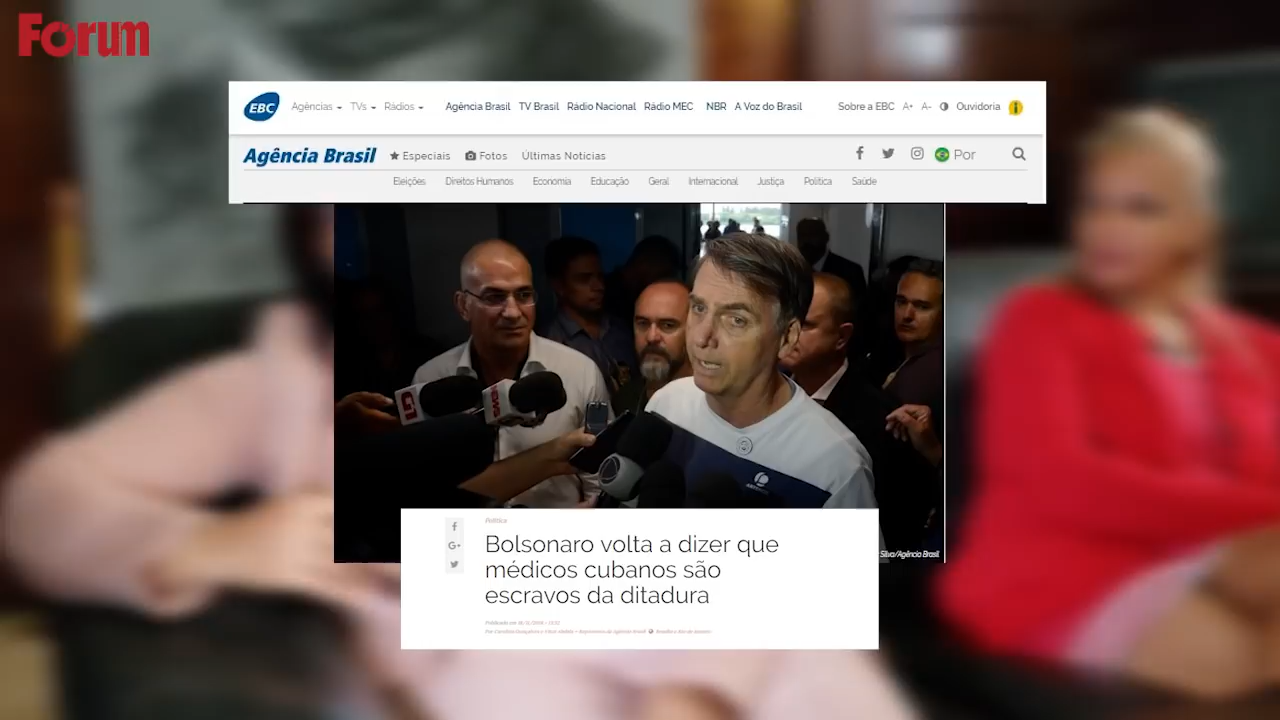 Forum
EBC Agências TVs Rádios Agência Brasil TV Brasil Rádio Nacional Rádio MEC NBR A Voz do Brasil Sobre a EBC A+ A- Ouvidoria
Agência Brasil Especiais Fotos Últimas Notícias Por
Eleições Direitos Humanos Economia Educação Geral Internacional Justiça Política Saúde
G1
Silva/Agência Brasil
Política
Bolsonaro volta a dizer que
médicos cubanos são
escravos da ditadura